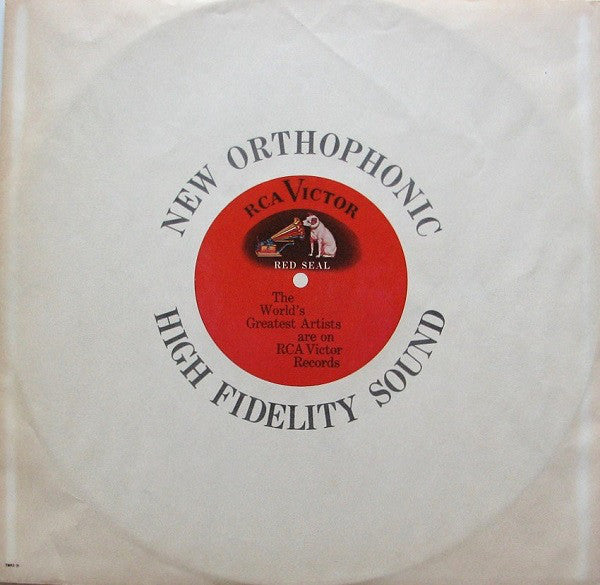 NEW ORTHOPHONIC
RCA VICTOR
RED SEAL
The
World's
Greatest Artists
are on
RCA Victor
Records
HIGH FIDELITY SOUND